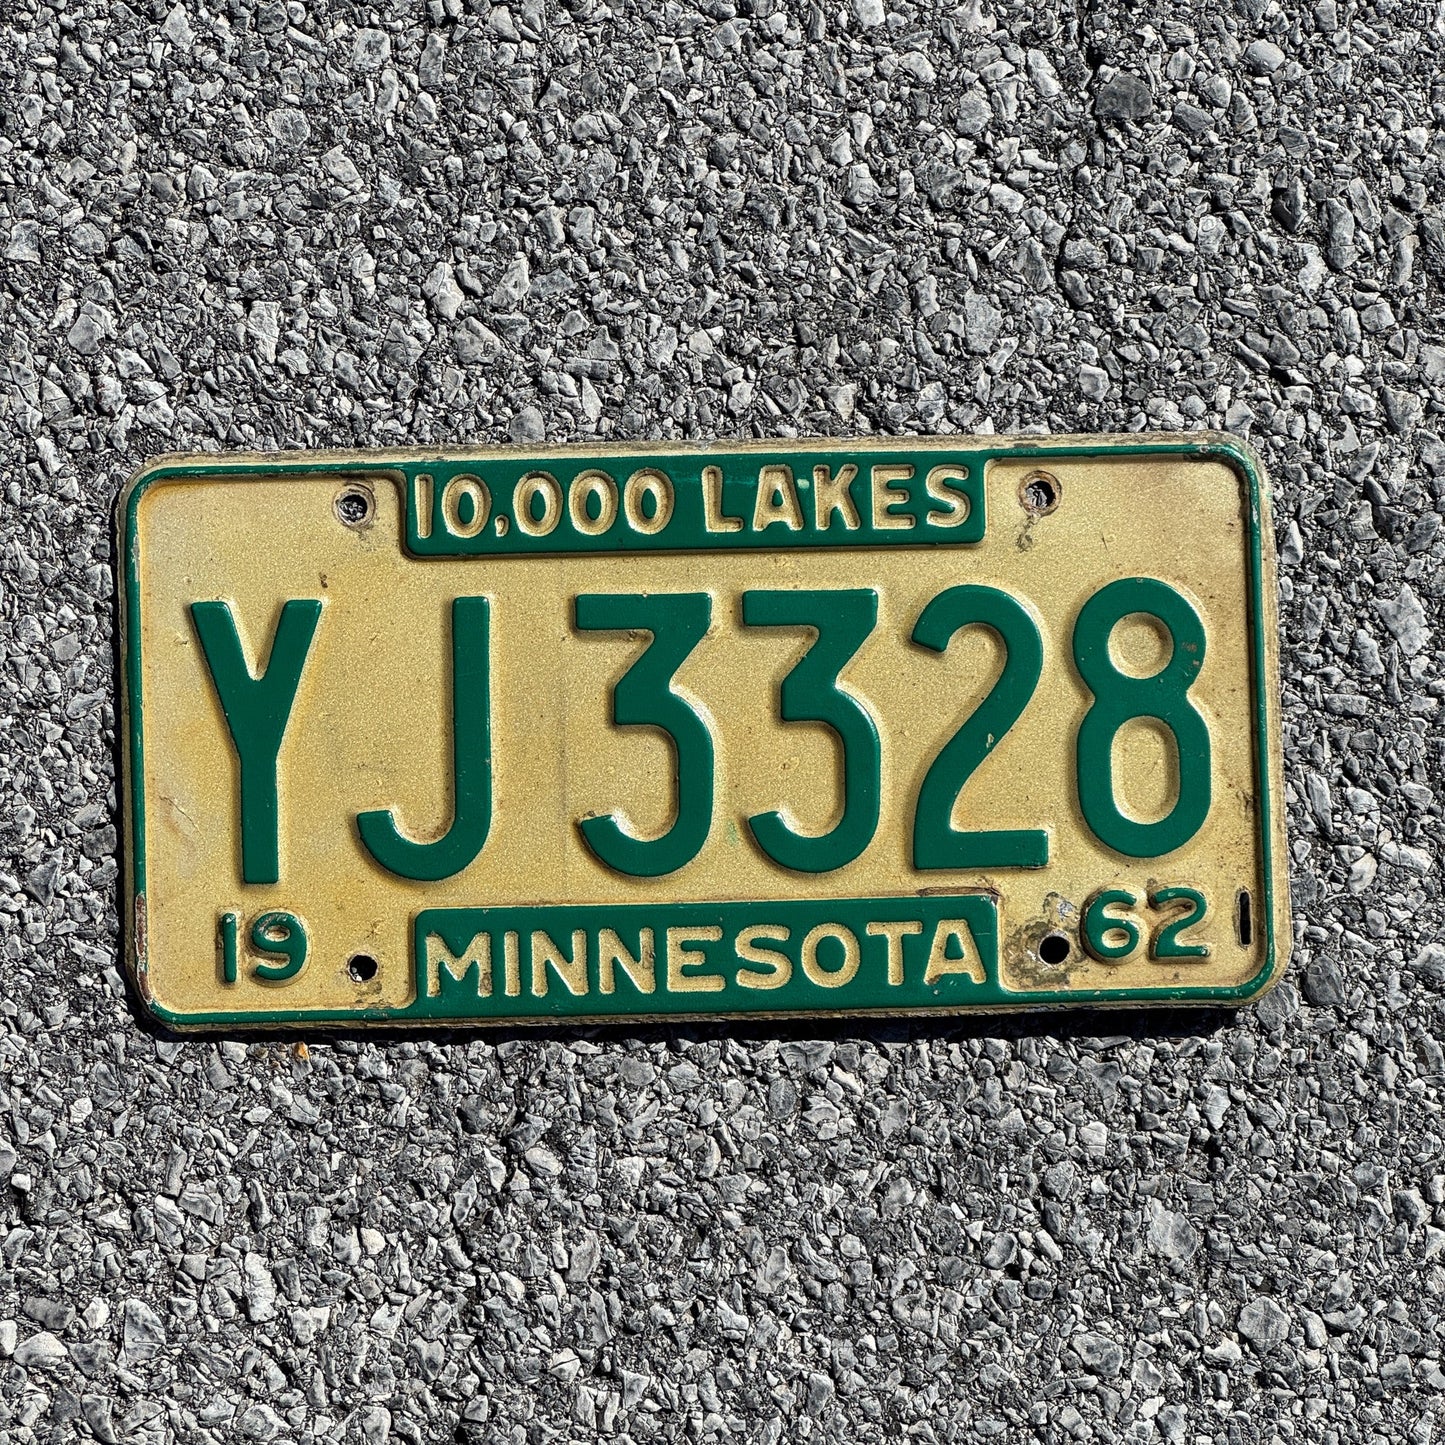 10,000 LAKES
YJ 3328
19 MINNESOTA 62